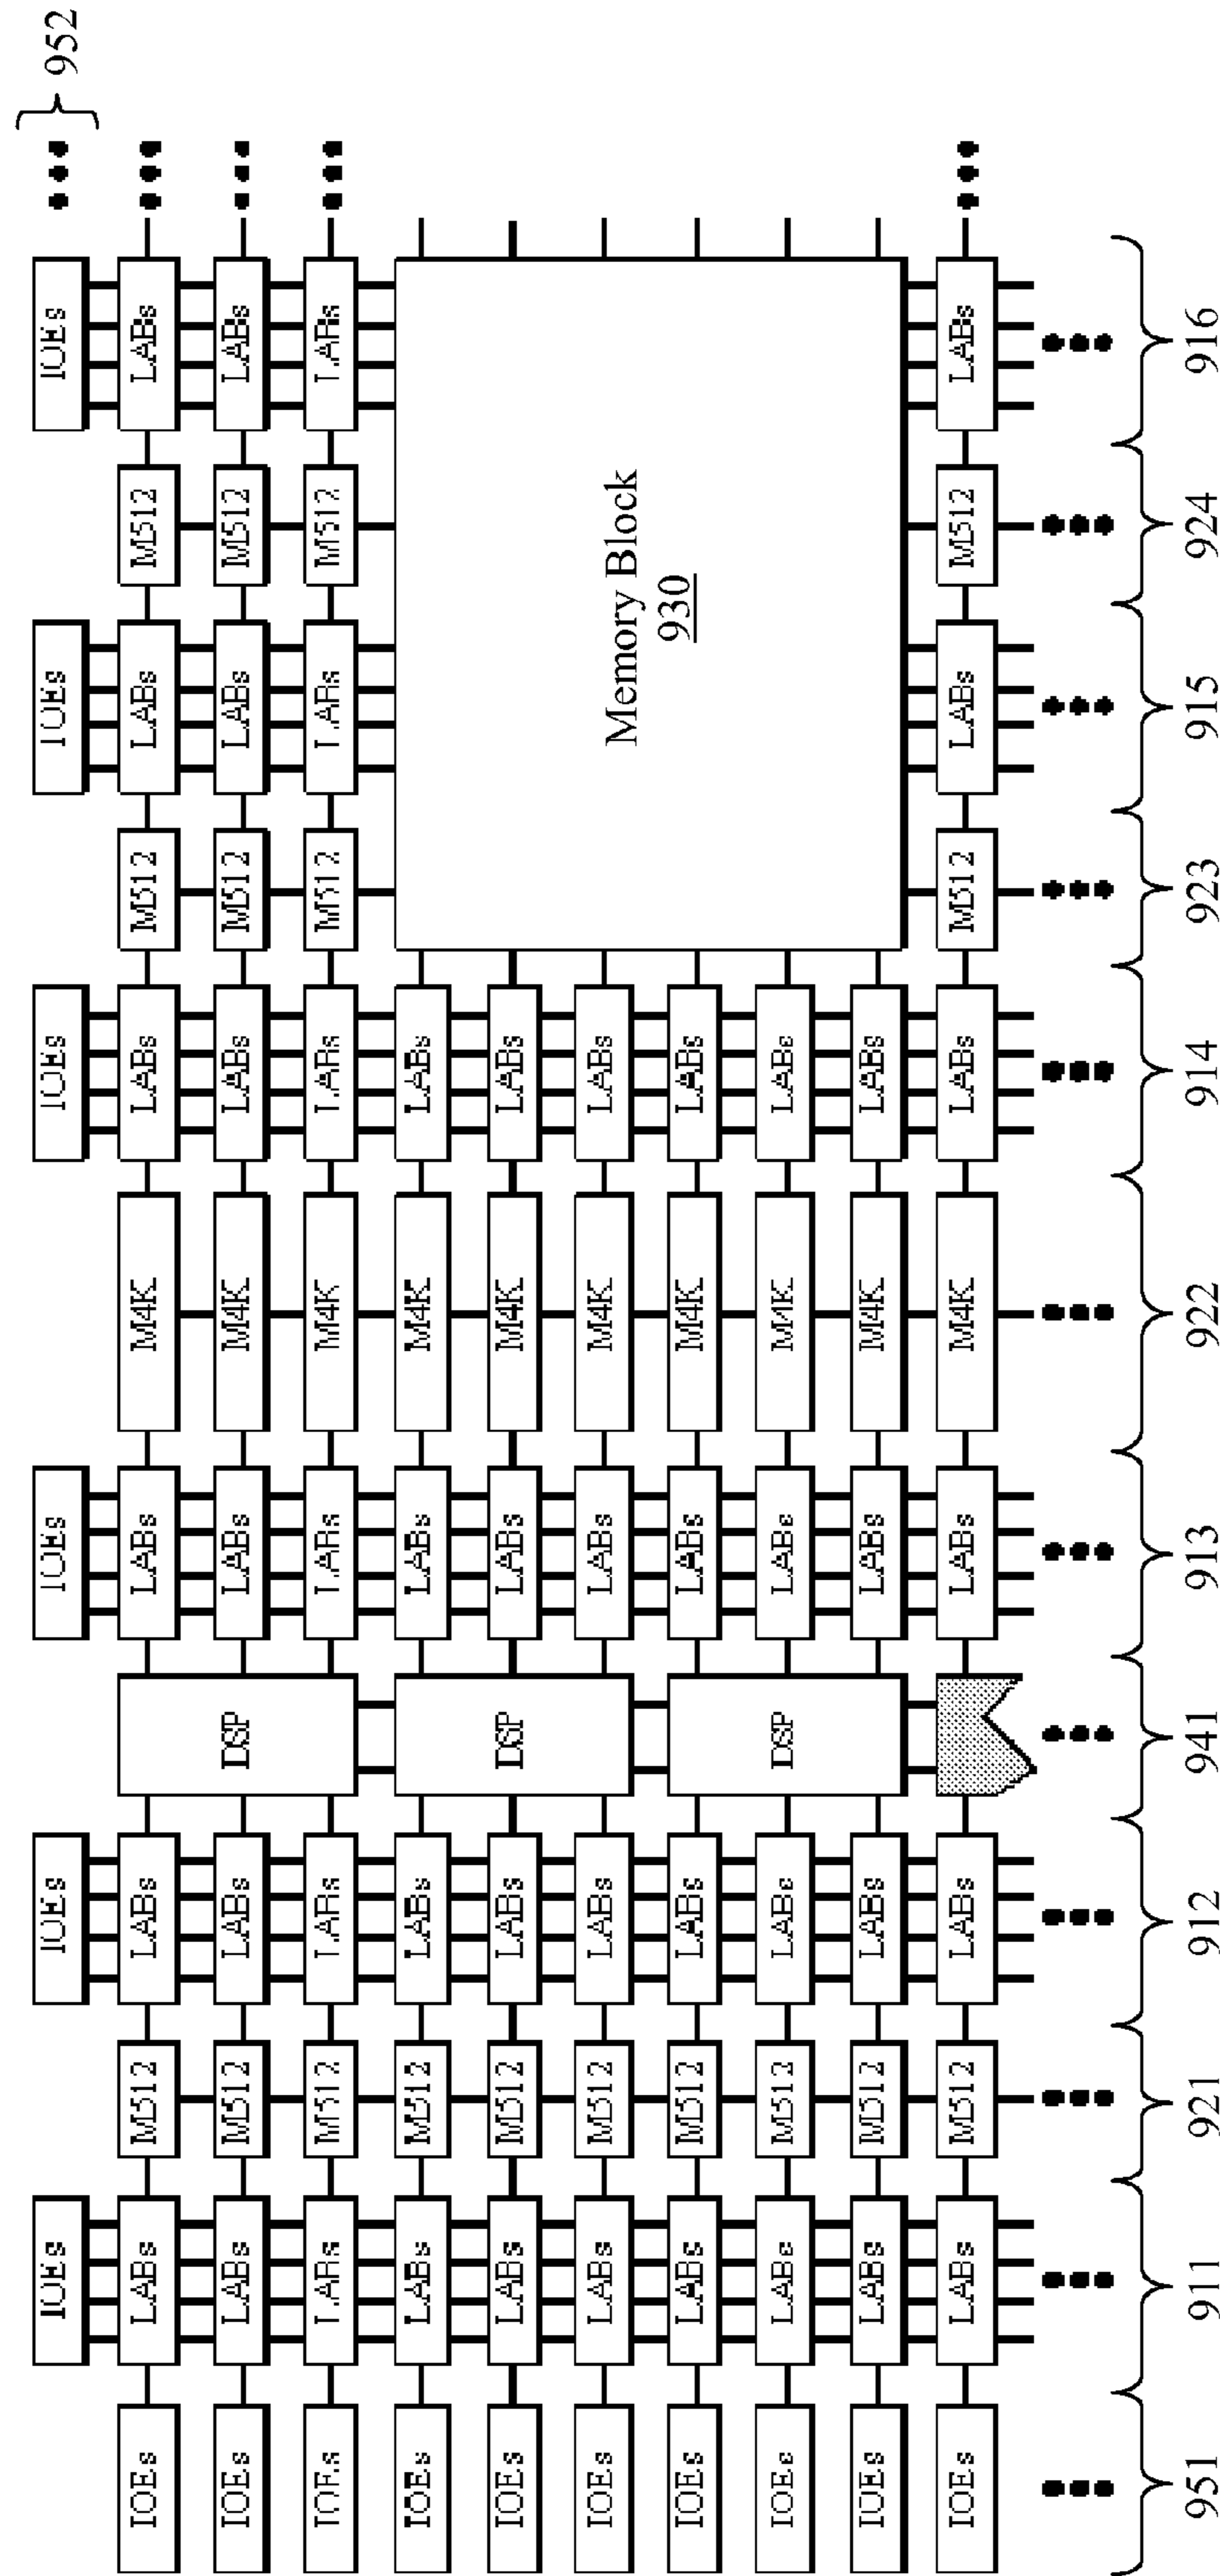 IOEs IOEs IOEs IOEs IOEs IOEs 952
IOEs LABs M512 LABs LABs M4K LABs M512 LABs M512 LABs
IOEs LABs M512 LABs DSP LABs M4K LABs M512 LABs M512 LABs
IOEs LABs M512 LABs LABs M4K LABs M512 LABs M512 LABs
IOEs LABs M512 LABs LABs M4K LABs
IOEs LABs M512 LABs DSP LABs M4K LABs
IOEs LABs M512 LABs LABs M4K LABs Memory Block
IOEs LABs M512 LABs LABs M4K LABs 930
IOEs LABs M512 LABs DSP LABs M4K LABs
IOEs LABs M512 LABs LABs M4K LABs
IOEs LABs M512 LABs LABs M4K LABs M512 LABs M512 LABs
951 911 921 912 941 913 922 914 923 915 924 916